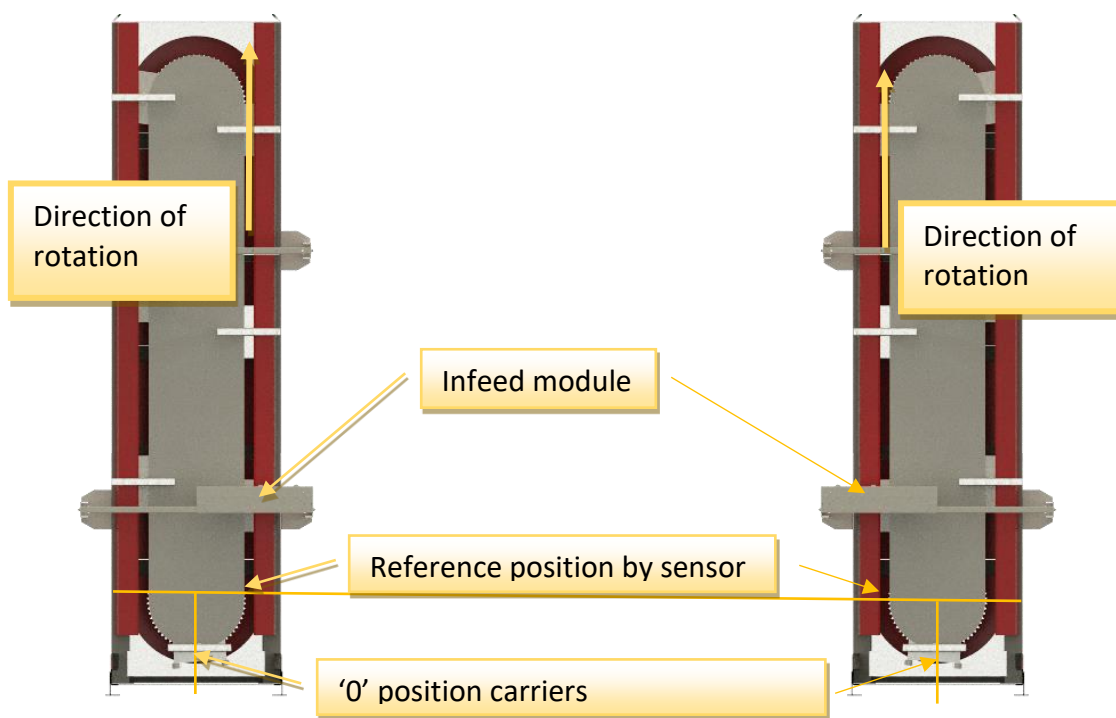 Direction of
rotation
Direction of
rotation
Infeed module
Reference position by sensor
‘0’ position carriers